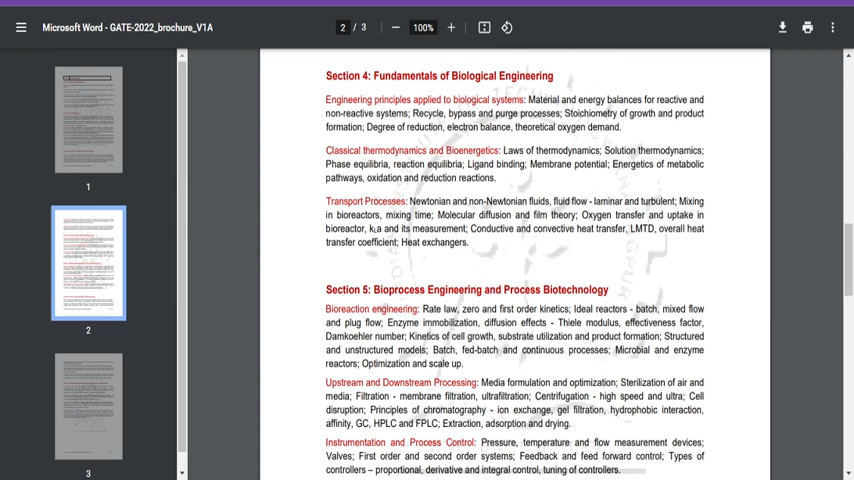 Microsoft Word - GATE-2022_brochure_V1A
2 / 3
100%
1
2
3
Section 4: Fundamentals of Biological Engineering
Engineering principles applied to biological systems: Material and energy balances for reactive and
non-reactive systems; Recycle, bypass and purge processes; Stoichiometry of growth and product
formation; Degree of reduction, electron balance, theoretical oxygen demand.
Classical thermodynamics and Bioenergetics: Laws of thermodynamics; Solution thermodynamics;
Phase equilibria, reaction equilibria; Ligand binding; Membrane potential; Energetics of metabolic
pathways, oxidation and reduction reactions.
Transport Processes: Newtonian and non-Newtonian fluids, fluid flow - laminar and turbulent; Mixing
in bioreactors, mixing time; Molecular diffusion and film theory; Oxygen transfer and uptake in
bioreactor, kLa and its measurement; Conductive and convective heat transfer, LMTD, overall heat
transfer coefficient; Heat exchangers.
Section 5: Bioprocess Engineering and Process Biotechnology
Bioreaction engineering: Rate law, zero and first order kinetics; Ideal reactors - batch, mixed flow
and plug flow; Enzyme immobilization, diffusion effects - Thiele modulus, effectiveness factor,
Damkoehler number; Kinetics of cell growth, substrate utilization and product formation; Structured
and unstructured models; Batch, fed-batch and continuous processes; Microbial and enzyme
reactors; Optimization and scale up.
Upstream and Downstream Processing: Media formulation and optimization; Sterilization of air and
media; Filtration - membrane filtration, ultrafiltration; Centrifugation - high speed and ultra; Cell
disruption; Principles of chromatography - ion exchange, gel filtration, hydrophobic interaction,
affinity, GC, HPLC and FPLC; Extraction, adsorption and drying.
Instrumentation and Process Control: Pressure, temperature and flow measurement devices;
Valves; First order and second order systems; Feedback and feed forward control; Types of
controllers – proportional, derivative and integral control, tuning of controllers.